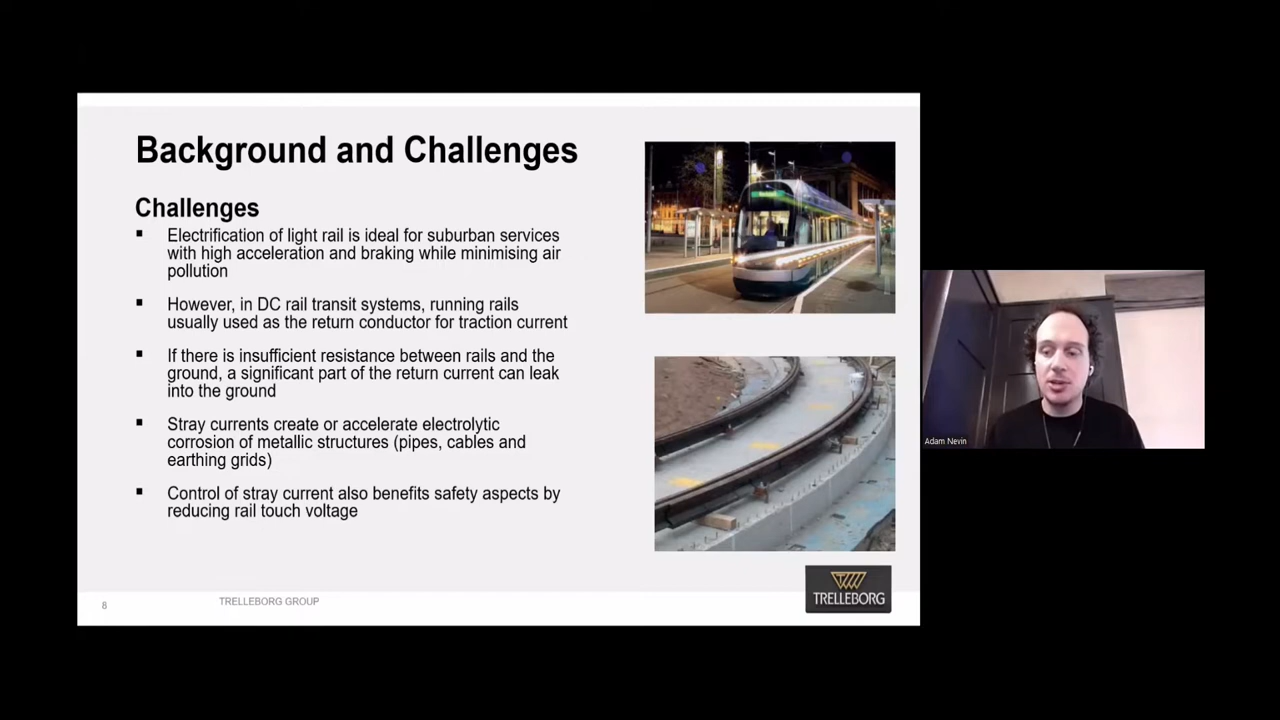 Background and Challenges
Challenges
▪ Electrification of light rail is ideal for suburban services
with high acceleration and braking while minimising air
pollution
▪ However, in DC rail transit systems, running rails
usually used as the return conductor for traction current
▪ If there is insufficient resistance between rails and the
ground, a significant part of the return current can leak
into the ground
▪ Stray currents create or accelerate electrolytic
corrosion of metallic structures (pipes, cables and
earthing grids)
▪ Control of stray current also benefits safety aspects by
reducing rail touch voltage
8
TRELLEBORG GROUP
TRELLEBORG
Adam Nevin